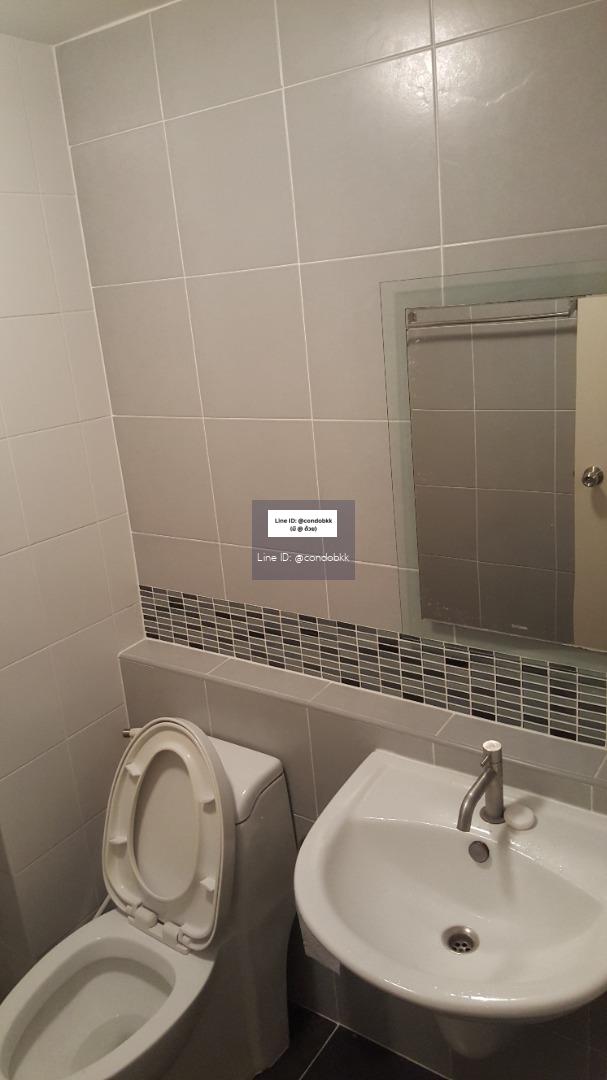 Line ID: @condobkk
(มี @ ด้วย)
Line ID: @condobkk